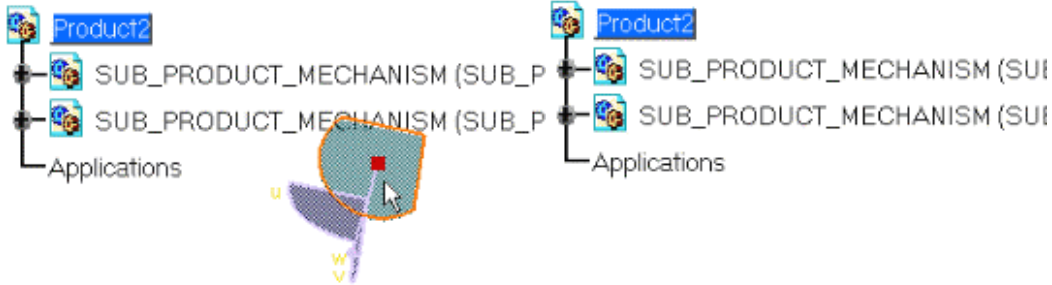 Product2
SUB_PRODUCT_MECHANISM (SUB_P
SUB_PRODUCT_MECHANISM (SUB_P
Applications
u
w
v
Product2
SUB_PRODUCT_MECHANISM (SUB
SUB_PRODUCT_MECHANISM (SUB
Applications